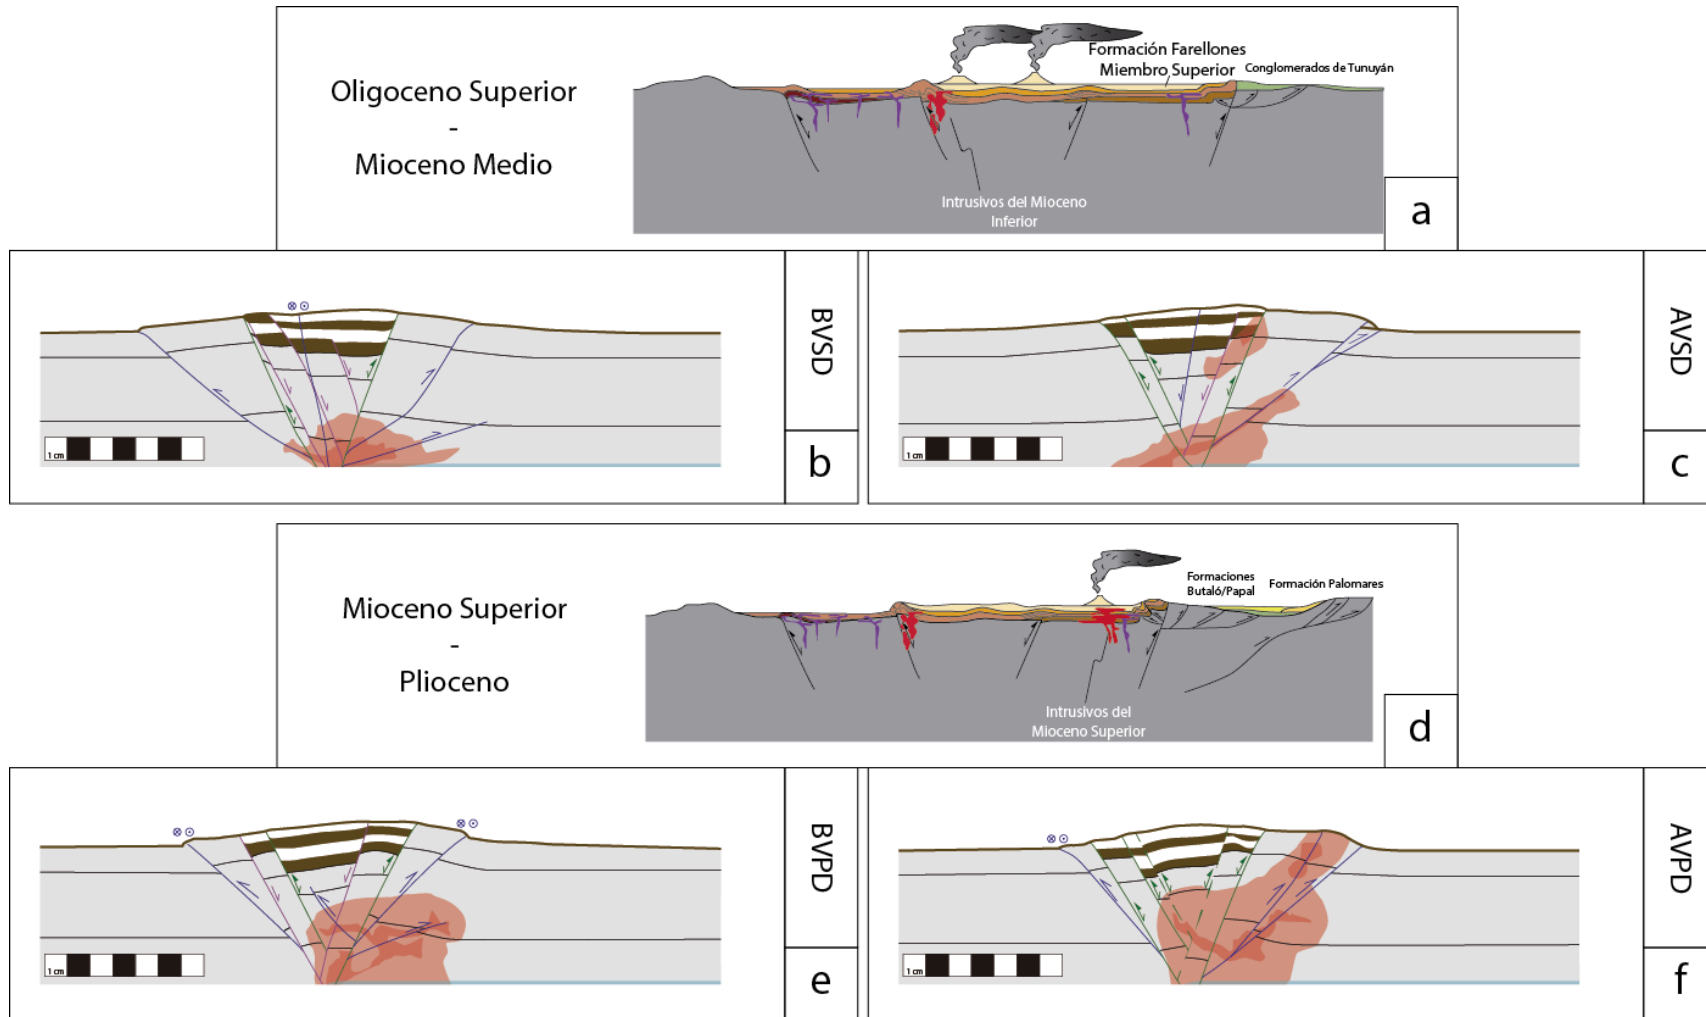 Oligoceno Superior
-
Mioceno Medio
Formación Farellones
Miembro Superior
Conglomerados de Tunuyán
Intrusivos del Mioceno
Inferior
a
BVSD
1 cm
b
AVSD
1 cm
c
Mioceno Superior
-
Plioceno
Formaciones
Butaló/Papal
Formación Palomares
Intrusivos del
Mioceno Superior
d
BVPD
1 cm
e
AVPD
1 cm
f